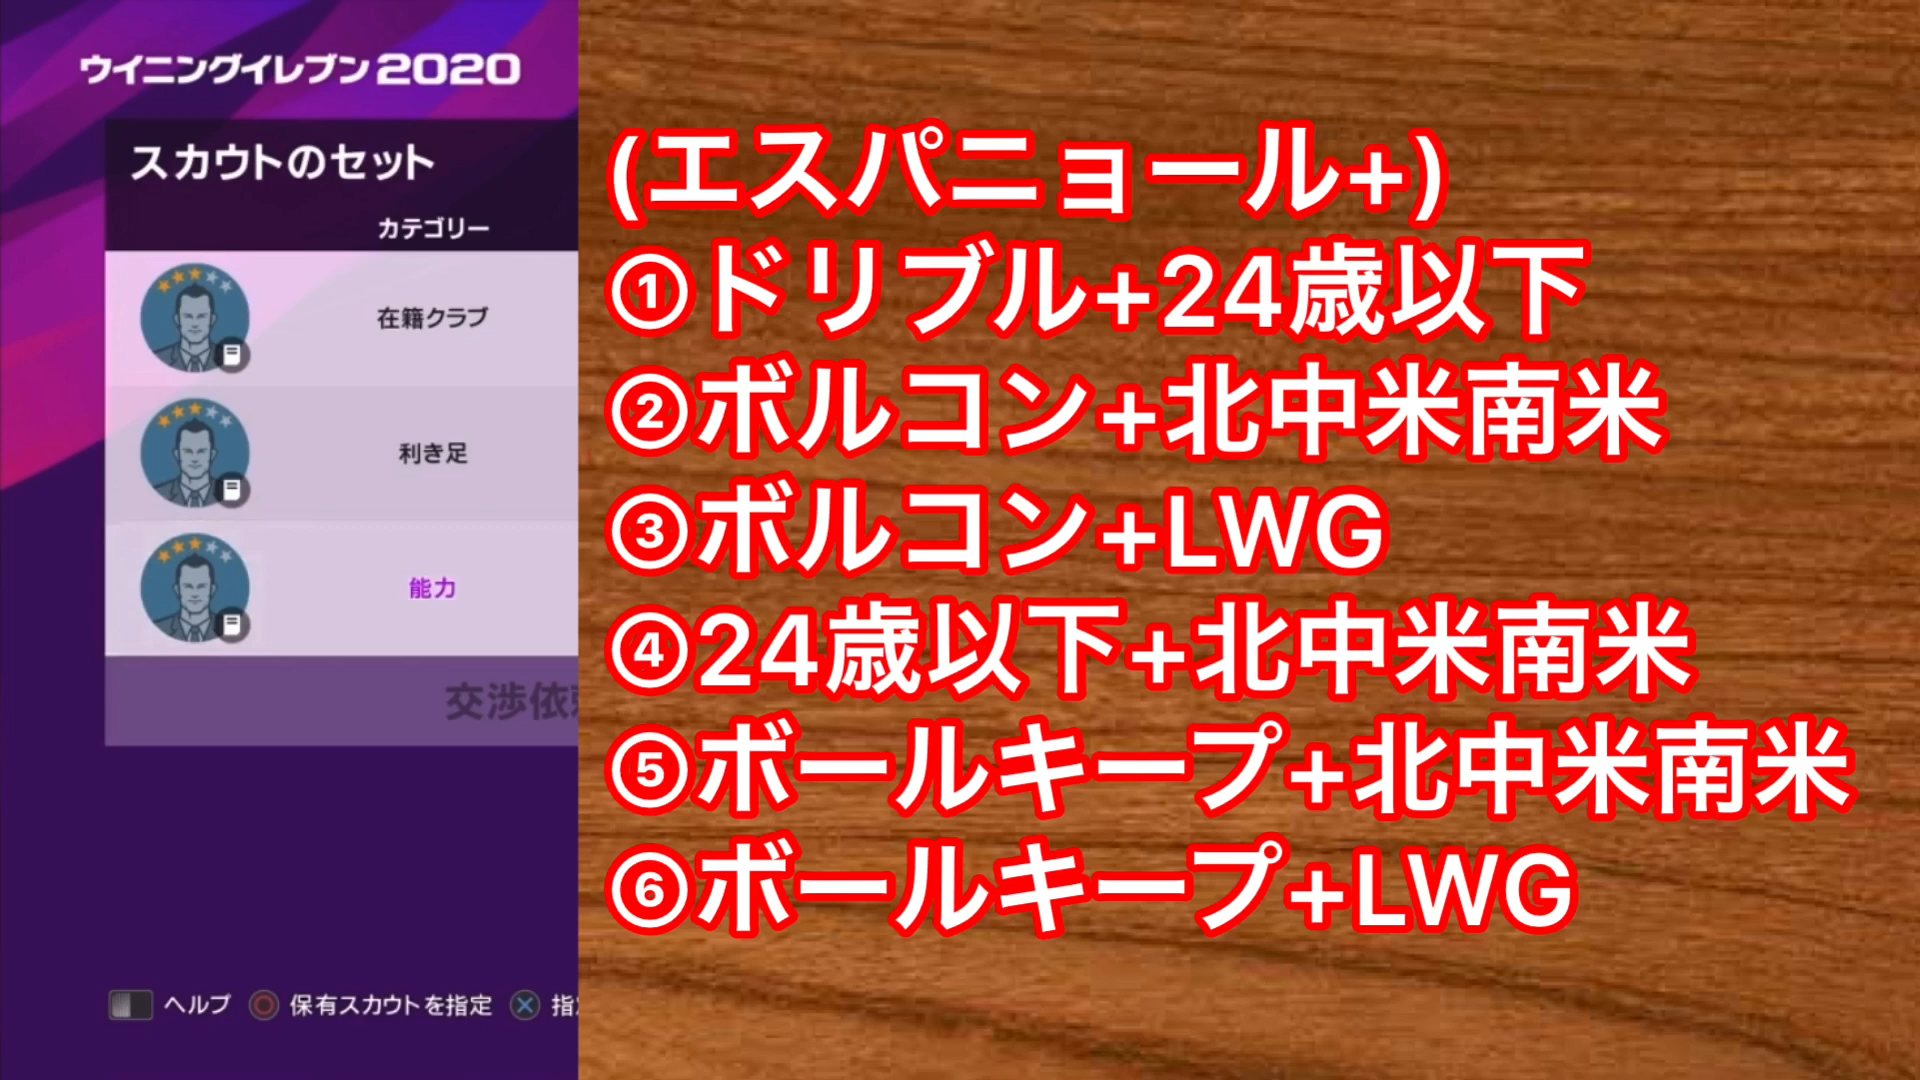 ウイニングイレブン2020
スカウトのセット
カテゴリー
在籍クラブ
利き足
能力
交渉依
ヘルプ 保有スカウトを指定 指
(エスパニョール+)
①ドリブル+24歳以下
②ボルコン+北中米南米
③ボルコン+LWG
④24歳以下+北中米南米
⑤ボールキープ+北中米南米
⑥ボールキープ+LWG